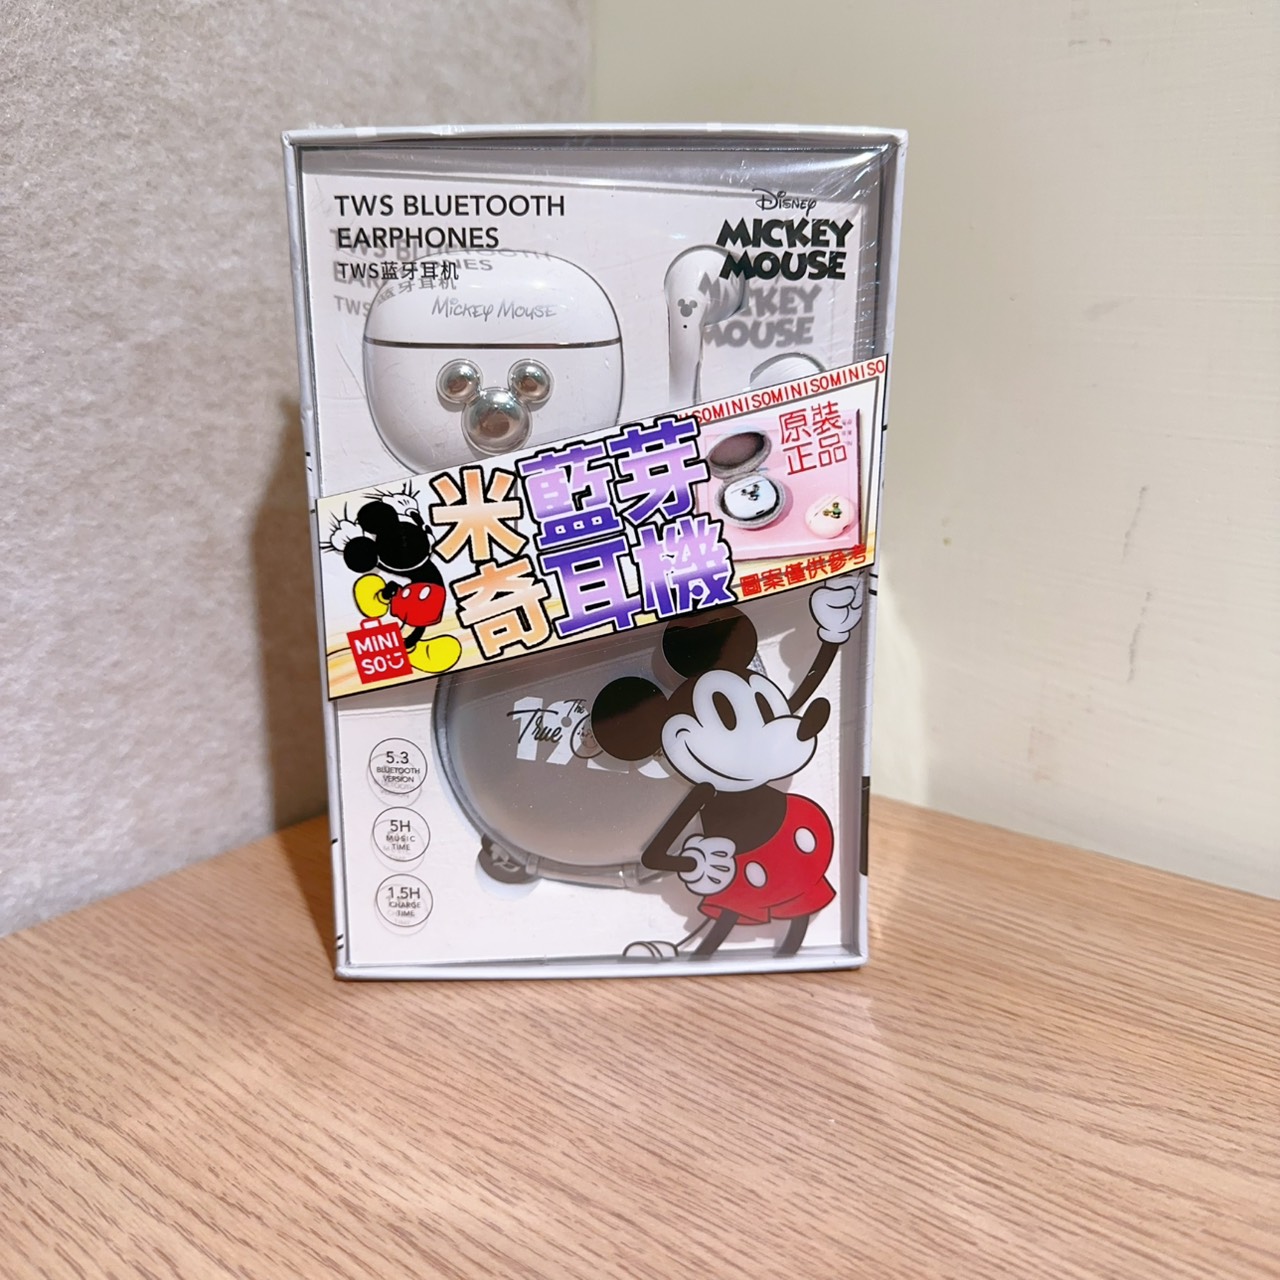 TWS BLUETOOTH
EARPHONES
TWS蓝牙耳机
Disney
MICKEY
MOUSE
Mickey Mouse
MINISOMINISOMINISO
原裝
正品
米奇
藍芽
耳機
圖案僅供參考
MINI
SO
The
True
5.3
BLUETOOTH
VERSION
5H
MUSIC
TIME
1.5H
CHARGE
TIME